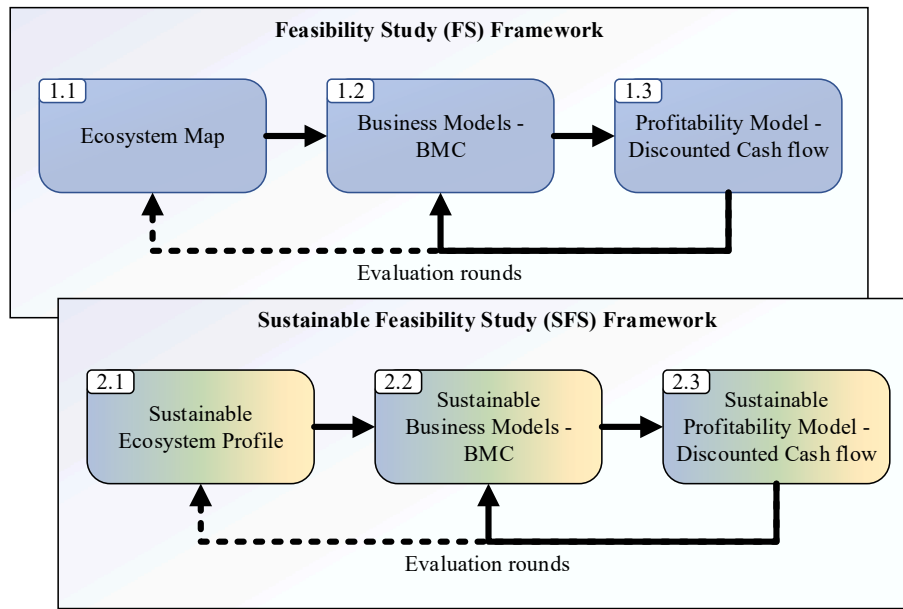 Feasibility Study (FS) Framework
1.1
Ecosystem Map
1.2
Business Models -
BMC
1.3
Profitability Model -
Discounted Cash flow
Evaluation rounds
Sustainable Feasibility Study (SFS) Framework
2.1
Sustainable
Ecosystem Profile
2.2
Sustainable
Business Models -
BMC
2.3
Sustainable
Profitability Model -
Discounted Cash flow
Evaluation rounds